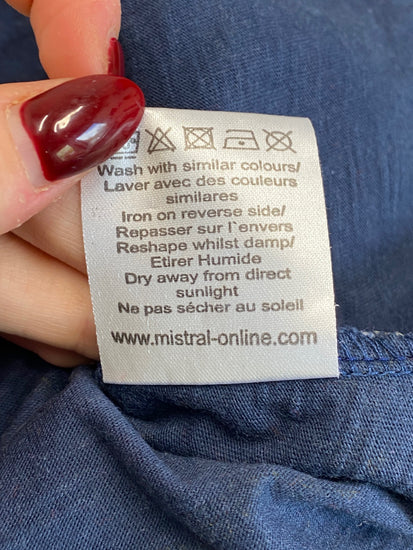 Wash with similar colours/
Laver avec des couleurs
similaires
Iron on reverse side/
Repasser sur l`envers
Reshape whilst damp/
Etirer Humide
Dry away from direct
sunlight
Ne pas sécher au soleil
www.mistral-online.com